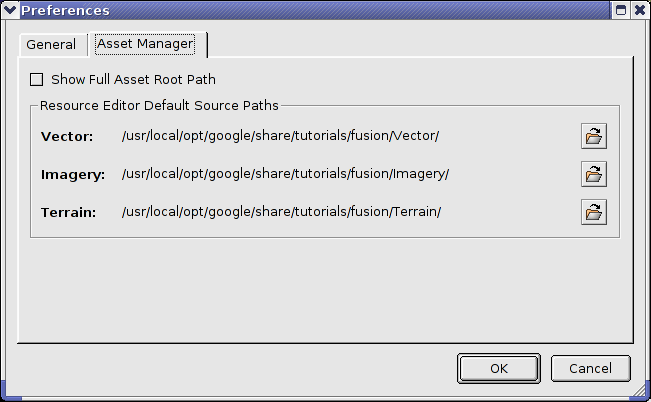 Preferences
General Asset Manager
Show Full Asset Root Path
Resource Editor Default Source Paths
Vector: /usr/local/opt/google/share/tutorials/fusion/Vector/
Imagery: /usr/local/opt/google/share/tutorials/fusion/Imagery/
Terrain: /usr/local/opt/google/share/tutorials/fusion/Terrain/
OK Cancel